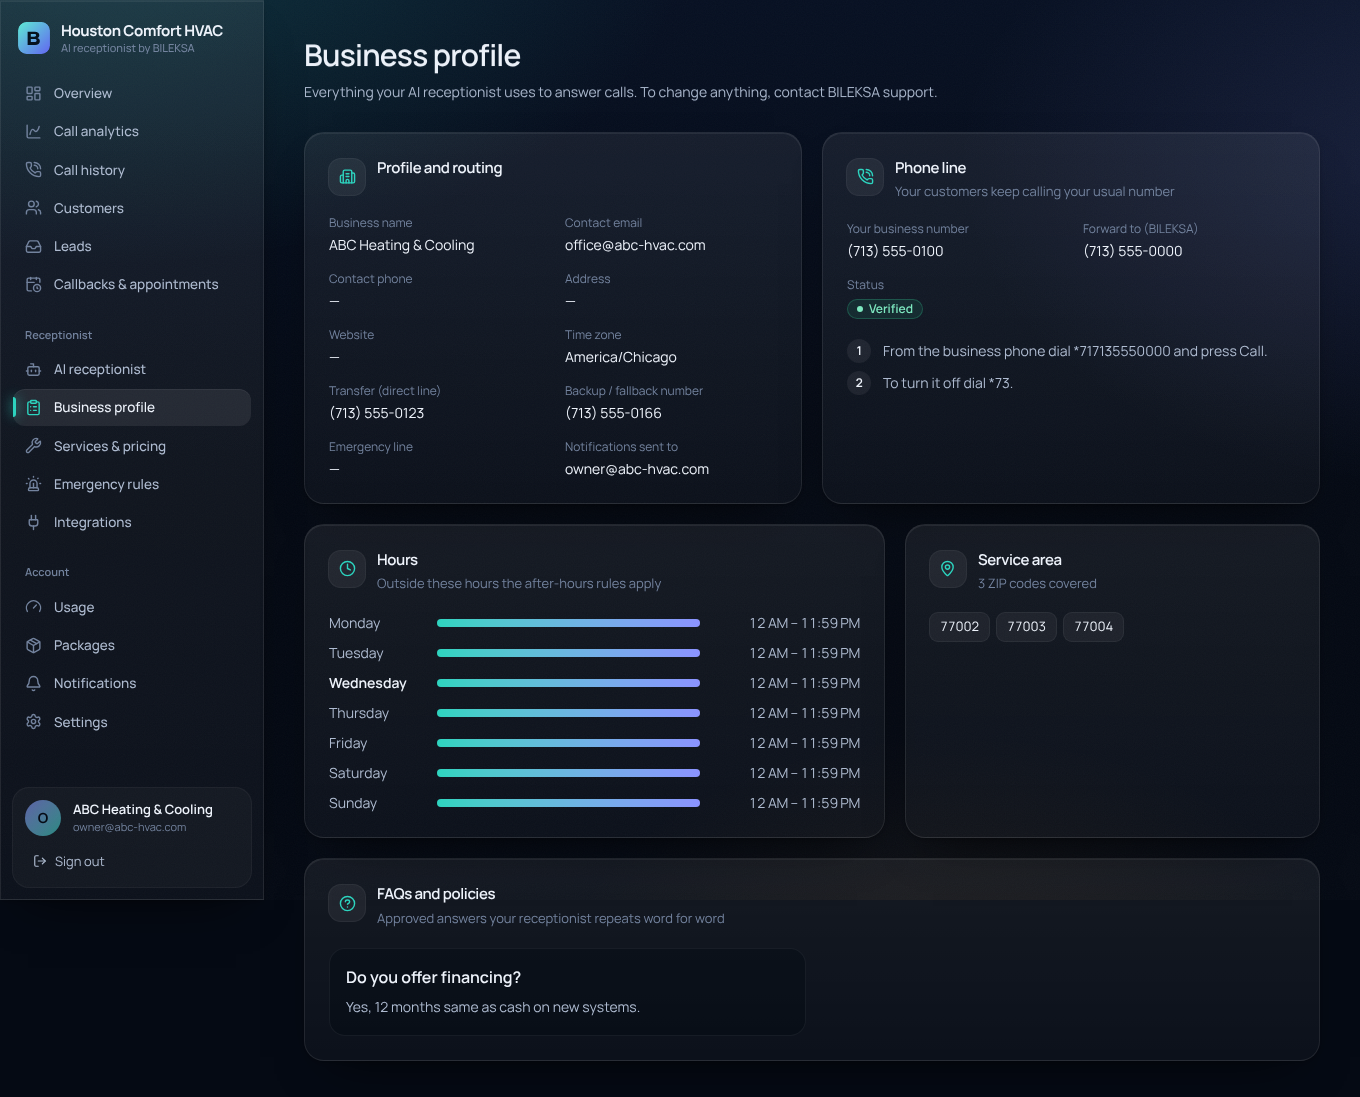 B
Houston Comfort HVAC
AI receptionist by BILEKSA
Overview
Call analytics
Call history
Customers
Leads
Callbacks & appointments
Receptionist
AI receptionist
Business profile
Services & pricing
Emergency rules
Integrations
Account
Usage
Packages
Notifications
Settings
O
ABC Heating & Cooling
owner@abc-hvac.com
Sign out
Business profile
Everything your AI receptionist uses to answer calls. To change anything, contact BILEKSA support.
Profile and routing
Business name
ABC Heating & Cooling
Contact email
office@abc-hvac.com
Contact phone
—
Address
—
Website
—
Time zone
America/Chicago
Transfer (direct line)
(713) 555-0123
Backup / fallback number
(713) 555-0166
Emergency line
—
Notifications sent to
owner@abc-hvac.com
Phone line
Your customers keep calling your usual number
Your business number
(713) 555-0100
Forward to (BILEKSA)
(713) 555-0000
Status
Verified
1 From the business phone dial *717135550000 and press Call.
2 To turn it off dial *73.
Hours
Outside these hours the after-hours rules apply
Monday 12 AM – 11:59 PM
Tuesday 12 AM – 11:59 PM
Wednesday 12 AM – 11:59 PM
Thursday 12 AM – 11:59 PM
Friday 12 AM – 11:59 PM
Saturday 12 AM – 11:59 PM
Sunday 12 AM – 11:59 PM
Service area
3 ZIP codes covered
77002 77003 77004
FAQs and policies
Approved answers your receptionist repeats word for word
Do you offer financing?
Yes, 12 months same as cash on new systems.